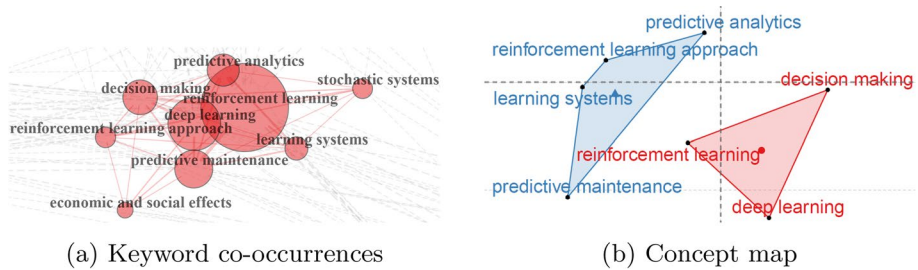 predictive analytics
stochastic systems
decision making
reinforcement learning
deep learning
reinforcement learning approach
learning systems
predictive maintenance
economic and social effects
(a) Keyword co-occurrences
predictive analytics
reinforcement learning approach
decision making
learning systems
reinforcement learning
predictive maintenance
deep learning
(b) Concept map